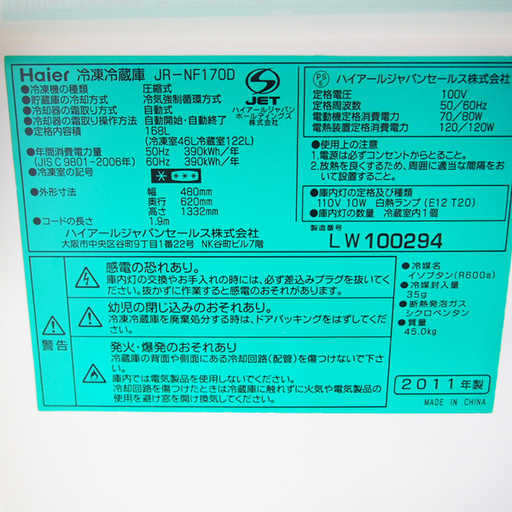 Haier 冷凍冷蔵庫 JR-NF170D
●冷凍機の種類 圧縮式
●貯蔵庫の冷却方式 冷気強制循環方式
●冷却器の霜取り方式 自動式
●冷却器の霜取り操作方法 自動開始・自動終了
●定格内容積 168L
(冷凍室46L冷蔵室122L)
●年間消費電力量 50Hz 390kWh/年
(JIS C 9801-2006年) 60Hz 390kWh/年
●冷凍室の記号
●外形寸法 幅 480mm
奥行 620mm
高さ 1332mm
●コードの長さ 1.9m
ハイアールジャパンセールス株式会社
大阪市中央区谷町9丁目1番22号 NK谷町ビル7階
JET
ハイアールジャパン
ホールディングス
株式会社
PS
E
ハイアールジャパンセールス株式会社
定格電圧 100V
定格周波数 50/60Hz
電動機定格消費電力 70/80W
電熱装置定格消費電力 120/120W
●使用上の注意
1.電源は必ずコンセントからとること。
2.放熱を良くするため、周囲に適当な間隔をおいて設置すること。
●庫内灯の定格及び種類
110V 10W 白熱ランプ (E12 T20)
●庫内灯の数量 冷蔵室内1個
製造番号
LW100294
警告
感電の恐れあり。
庫内灯の交換やお手入れの時には、必ず差込みプラグを抜いてください。抜かずに作業すると感電することがあります。
幼児の閉じ込みのおそれあり。
冷凍冷蔵庫を廃棄処分する時は、ドアパッキングをはずしてください。
発火・爆発のおそれあり。
冷蔵庫の背面や側面にある冷却回路(配管)を傷つけないで下さい。
庫内では電気製品を使用しないでください。
冷却回路を傷つけたときは冷却器に触れずに火気や電気製品の使用を避け窓を開け換気してください。
●冷媒名
イソブタン(R600a)
●冷媒封入量
35g
●断熱発泡ガス
シクロペンタン
●質量
45.0kg
2011年製
MADE IN CHINA